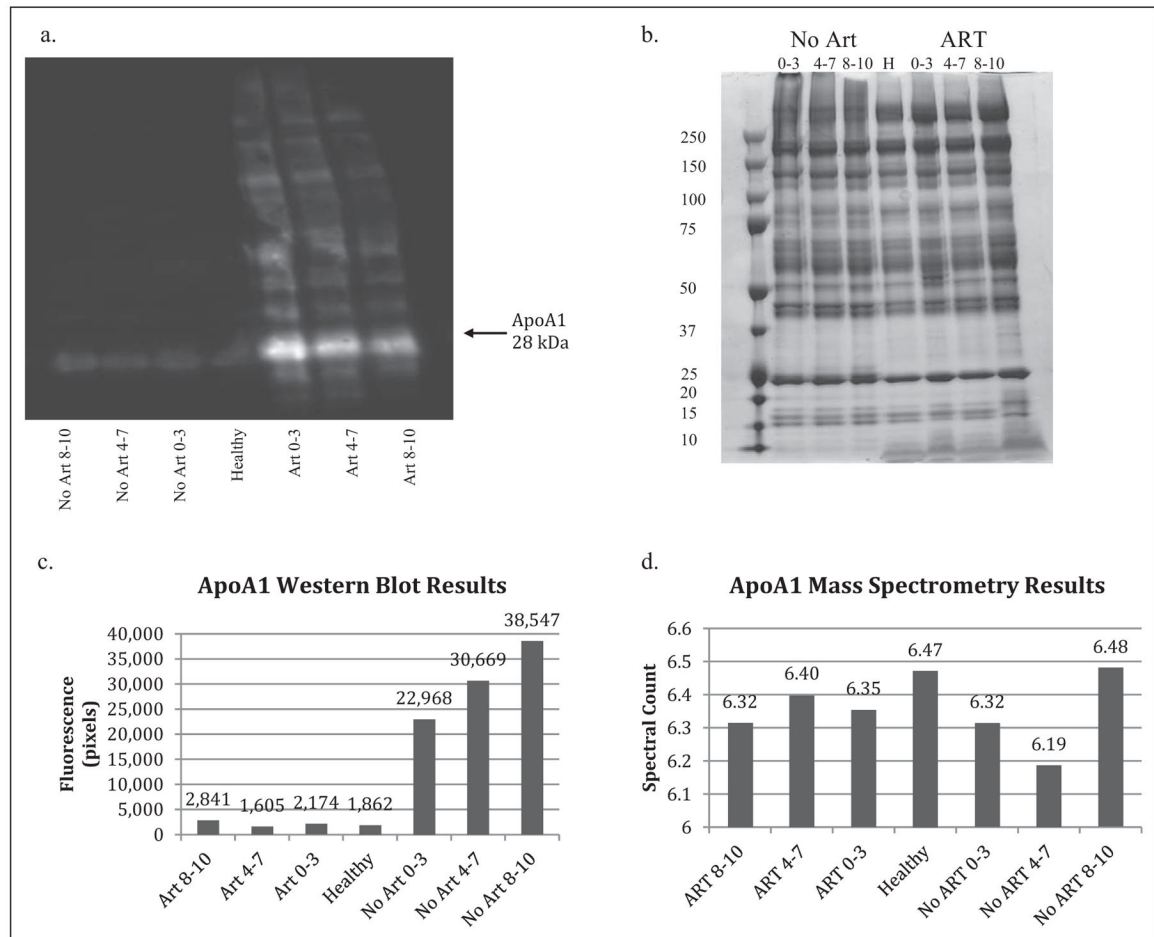 a.
ApoA1
28 kDa
No Art 8-10
No Art 4-7
No Art 0-3
Healthy
Art 0-3
Art 4-7
Art 8-10
b.
No Art ART
0-3 4-7 8-10 H 0-3 4-7 8-10
250
150
100
75
50
37
25
20
15
10
c.
ApoA1 Western Blot Results
Fluorescence
(pixels)
40,000
35,000
30,000
25,000
20,000
15,000
10,000
5,000
0
2,841
1,605
2,174
1,862
22,968
30,669
38,547
Art 8-10
Art 4-7
Art 0-3
Healthy
No Art 0-3
No Art 4-7
No Art 8-10
d.
ApoA1 Mass Spectrometry Results
Spectral Count
6.6
6.5
6.4
6.3
6.2
6.1
6
6.32
6.40
6.35
6.47
6.32
6.19
6.48
ART 8-10
ART 4-7
ART 0-3
Healthy
No ART 0-3
No ART 4-7
No ART 8-10